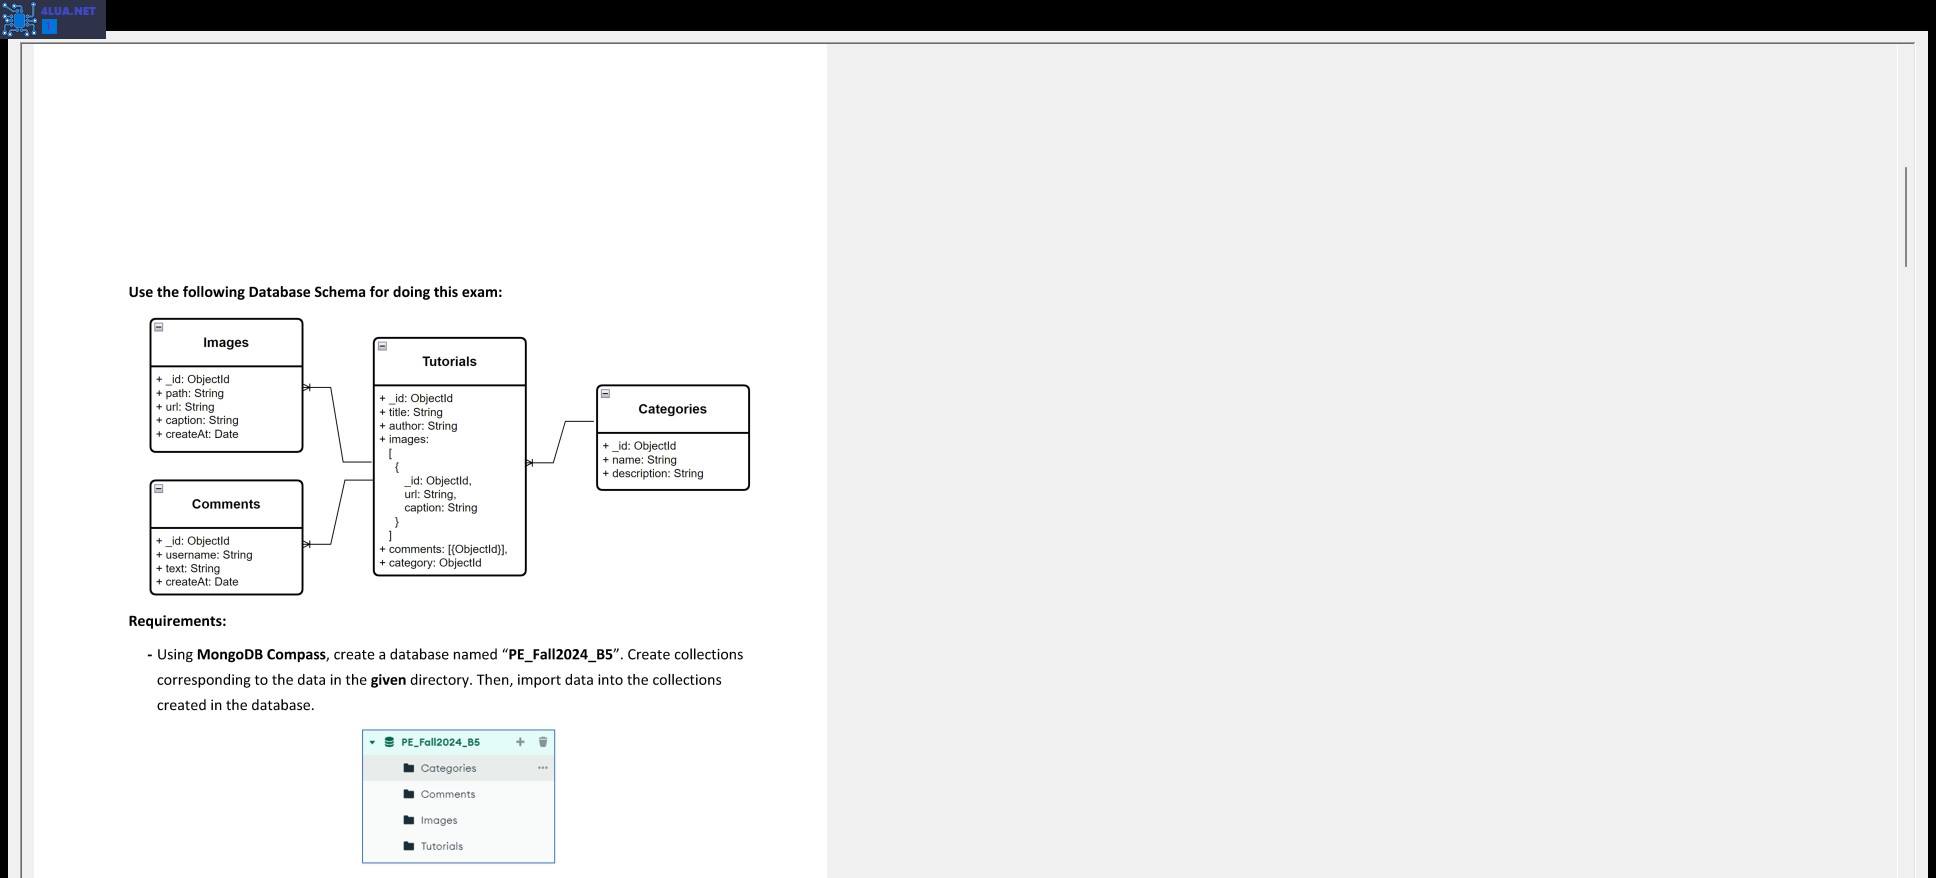 4LUA.NET
Use the following Database Schema for doing this exam:
Images
+ _id: ObjectId
+ path: String
+ url: String
+ caption: String
+ createAt: Date
Comments
+ _id: ObjectId
+ username: String
+ text: String
+ createAt: Date
Tutorials
+ _id: ObjectId
+ title: String
+ author: String
+ images:
[
{
_id: ObjectId,
url: String,
caption: String
}
]
+ comments: [{ObjectId}],
+ category: ObjectId
Categories
+ _id: ObjectId
+ name: String
+ description: String
Requirements:
- Using MongoDB Compass, create a database named “PE_Fall2024_B5”. Create collections
corresponding to the data in the given directory. Then, import data into the collections
created in the database.
PE_Fall2024_B5
Categories
Comments
Images
Tutorials